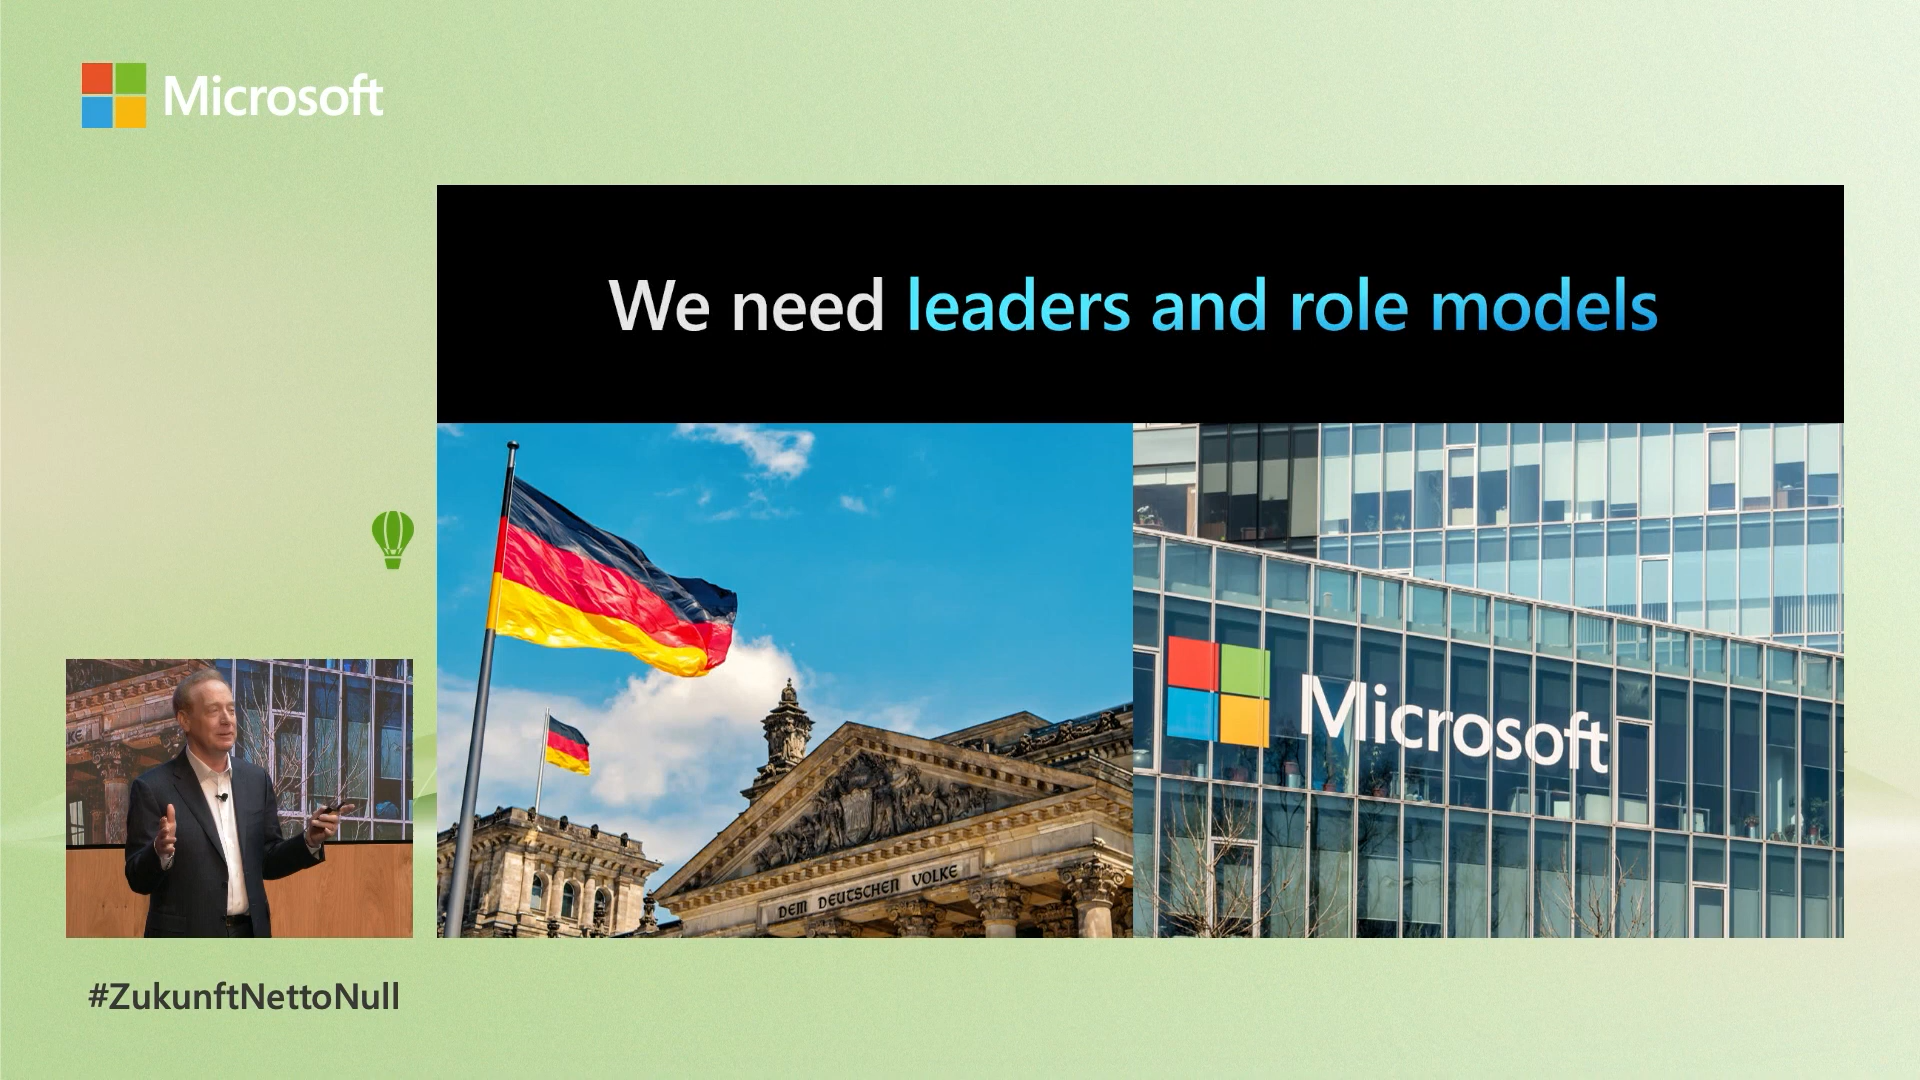 Microsoft
We need leaders and role models
DEM DEUTSCHEN VOLKE
Microsoft
#ZukunftNettoNull